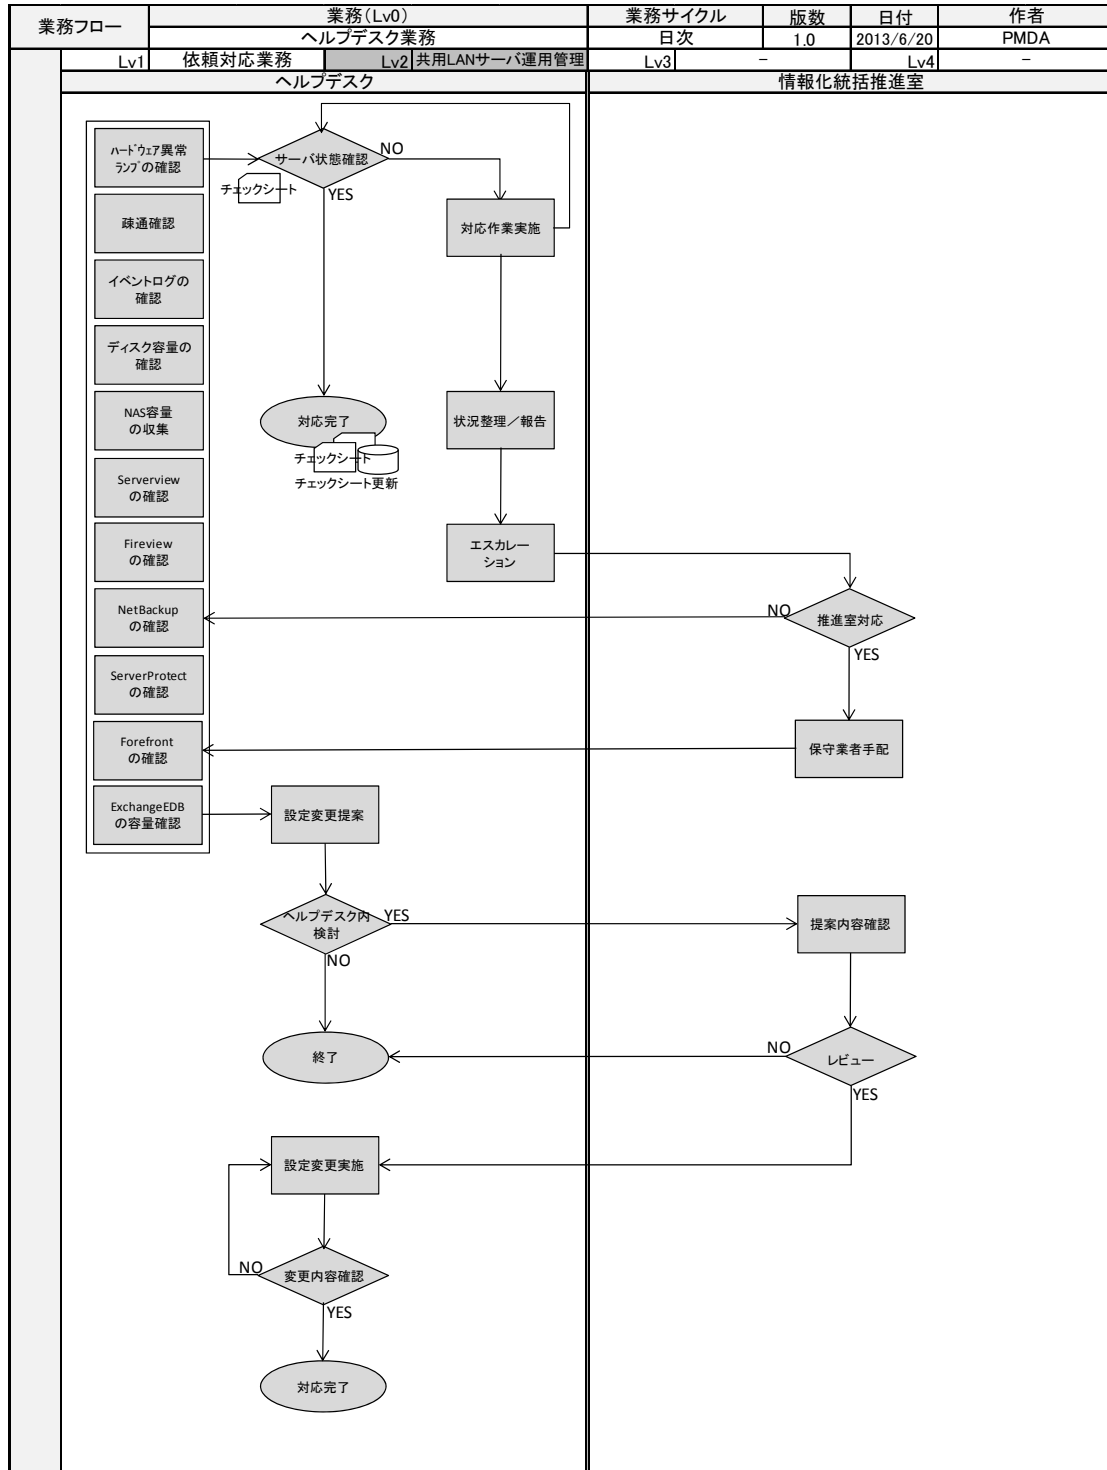 業務フロー
業務(Lv0)
業務サイクル
版数
日付
作者
ヘルプデスク業務
日次
1.0
2013/6/20
PMDA
Lv1
依頼対応業務
Lv2
共用LANサーバ運用管理
Lv3
－
Lv4
－
ヘルプデスク
情報化統括推進室
ハードウェア異常
ランプの確認
サーバ状態確認
NO
YES
チェックシート
疎通確認
対応作業実施
イベントログの
確認
ディスク容量の
確認
NAS容量
の収集
対応完了
チェックシート
チェックシート更新
状況整理／報告
Serverview
の確認
Fireview
の確認
エスカレー
ション
NetBackup
の確認
NO
推進室対応
YES
ServerProtect
の確認
Forefront
の確認
保守業者手配
ExchangeEDB
の容量確認
設定変更提案
ヘルプデスク内
検討
YES
NO
提案内容確認
終了
NO
レビュー
YES
設定変更実施
NO
変更内容確認
YES
対応完了